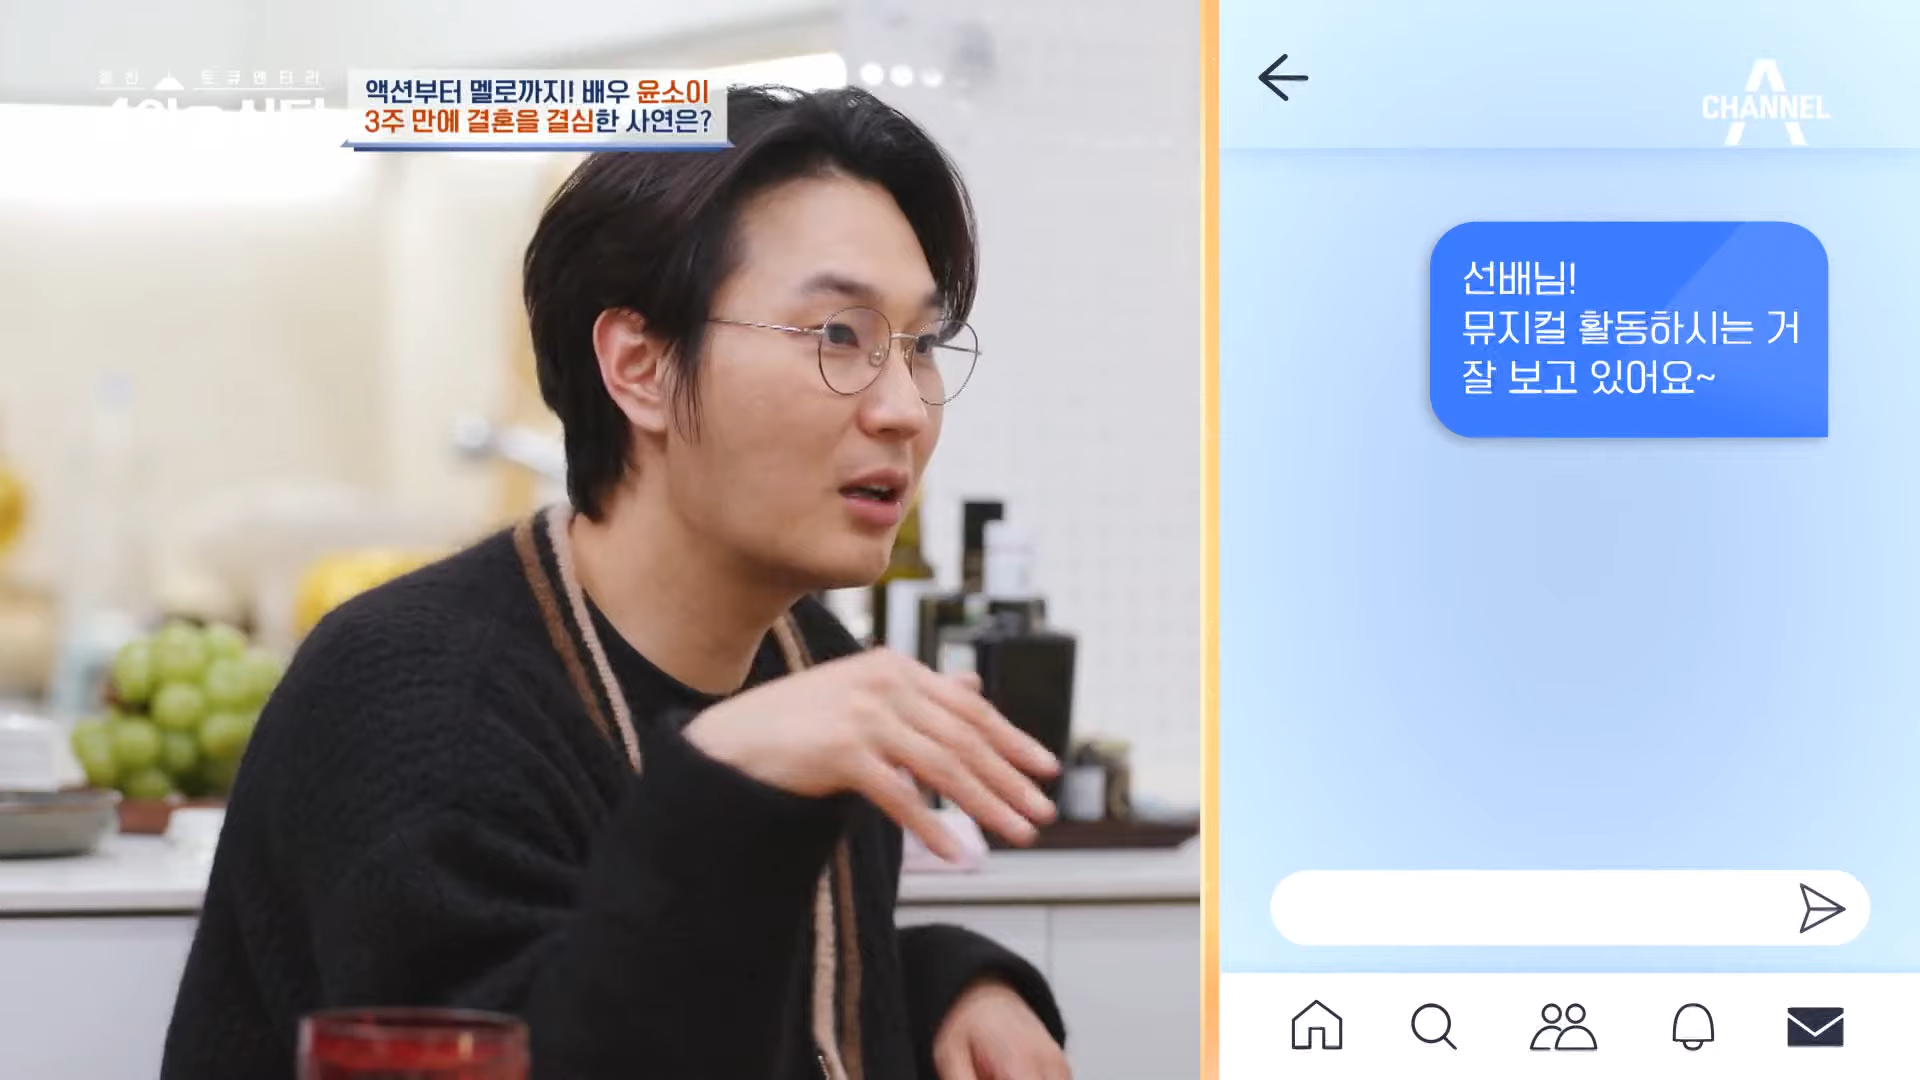 액션부터 멜로까지! 배우 윤소이
3주 만에 결혼을 결심한 사연은?
CHANNEL A
선배님!
뮤지컬 활동하시는 거
잘 보고 있어요~